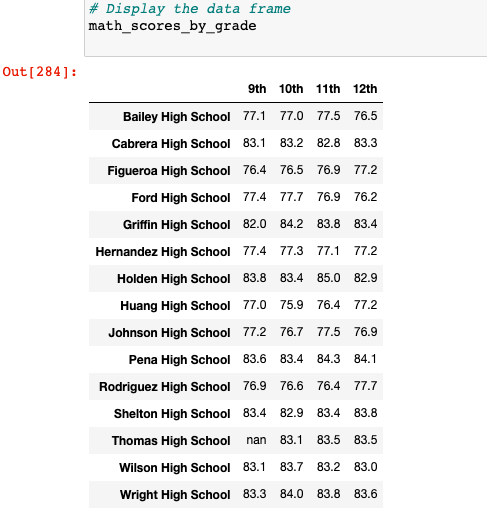 # Display the data frame
math_scores_by_grade
Out[284]:
9th 10th 11th 12th
Bailey High School 77.1 77.0 77.5 76.5
Cabrera High School 83.1 83.2 82.8 83.3
Figueroa High School 76.4 76.5 76.9 77.2
Ford High School 77.4 77.7 76.9 76.2
Griffin High School 82.0 84.2 83.8 83.4
Hernandez High School 77.4 77.3 77.1 77.2
Holden High School 83.8 83.4 85.0 82.9
Huang High School 77.0 75.9 76.4 77.2
Johnson High School 77.2 76.7 77.5 76.9
Pena High School 83.6 83.4 84.3 84.1
Rodriguez High School 76.9 76.6 76.4 77.7
Shelton High School 83.4 82.9 83.4 83.8
Thomas High School nan 83.1 83.5 83.5
Wilson High School 83.1 83.7 83.2 83.0
Wright High School 83.3 84.0 83.8 83.6